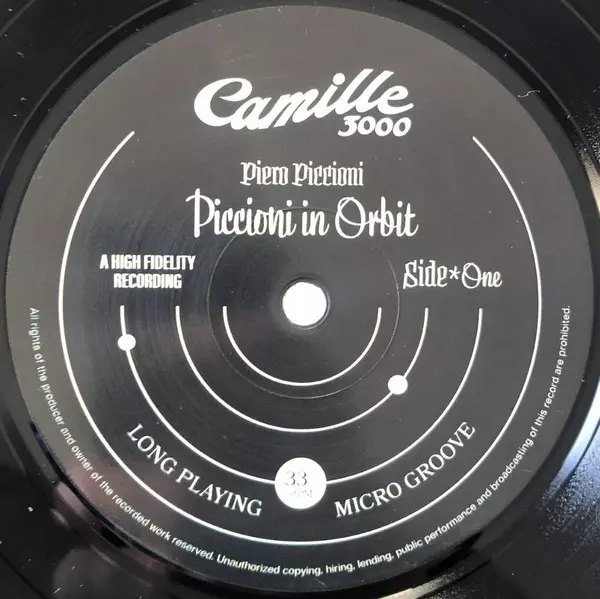 Camille
3000
Piero Piccioni
Piccioni in Orbit
A HIGH FIDELITY
RECORDING
Side*One
LONG PLAYING
33
RPM
MICRO GROOVE
All rights of the producer and owner of the recorded work reserved. Unauthorized copying, hiring, lending, public performance and broadcasting of this record are prohibited.